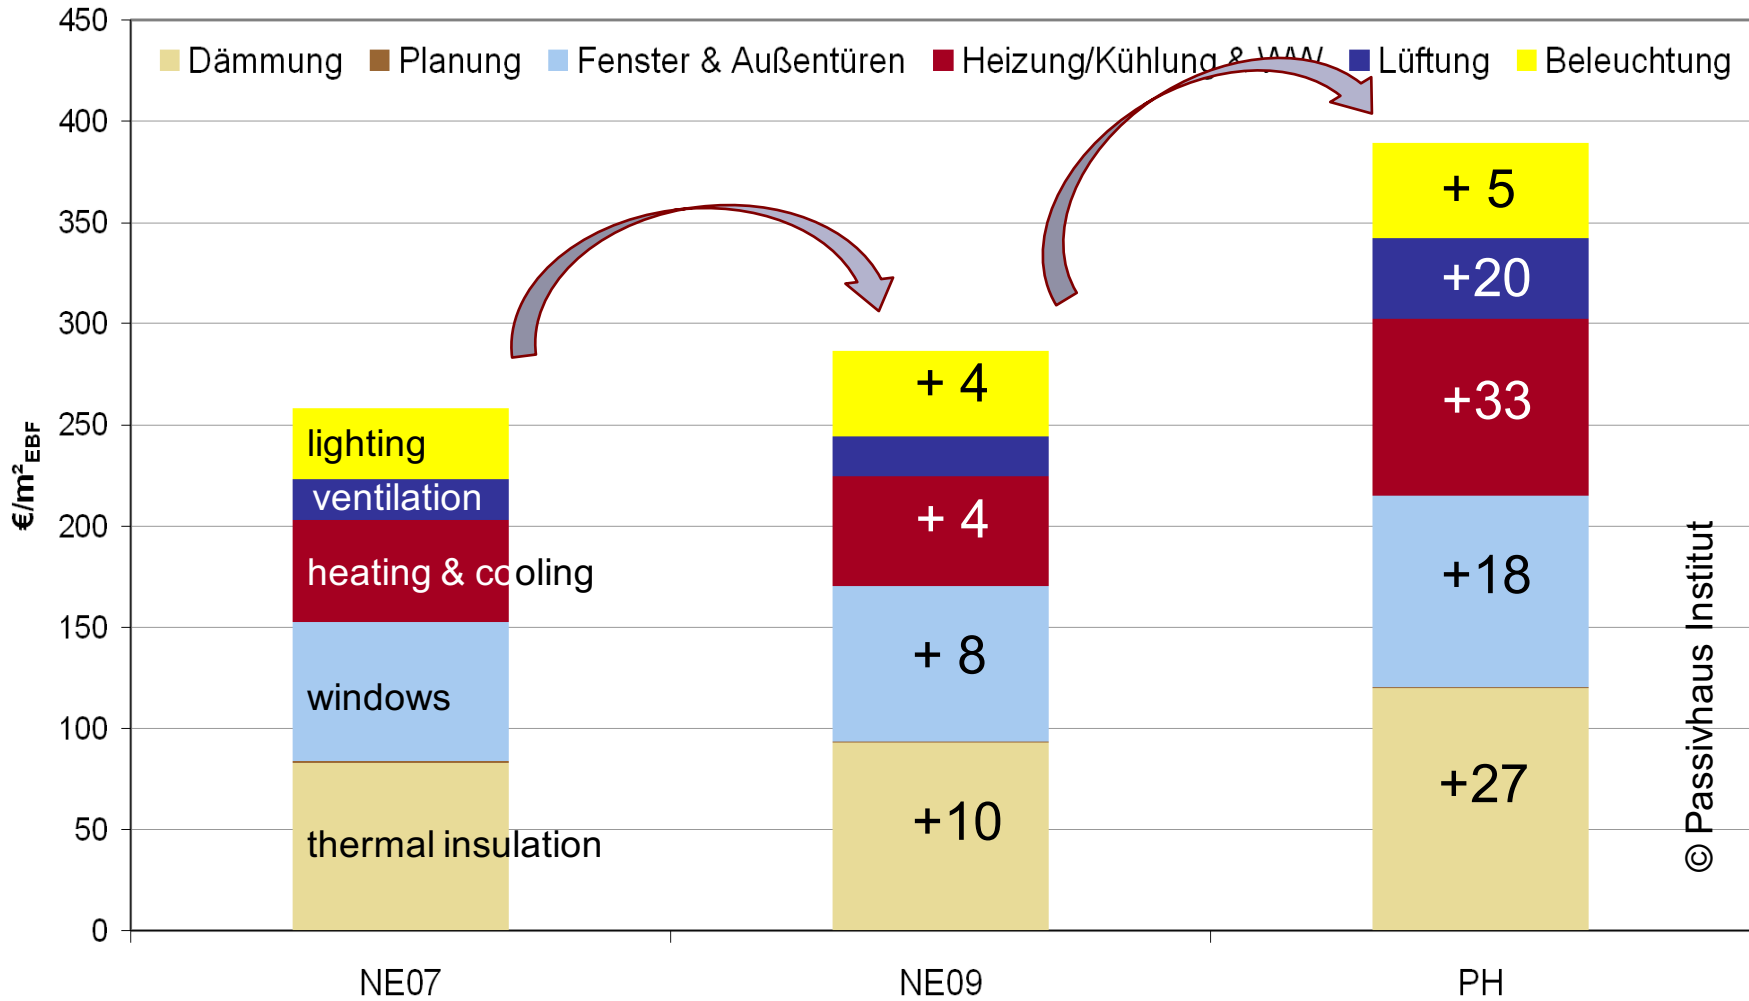 450
400
350
300
250
200
150
100
50
0
€/m²EBF
Dämmung Planung Fenster & Außentüren Heizung/Kühlung & WW Lüftung Beleuchtung
lighting
ventilation
heating & cooling
windows
thermal insulation
+ 4
+ 4
+ 8
+10
+ 5
+20
+33
+18
+27
© Passivhaus Institut
NE07 NE09 PH